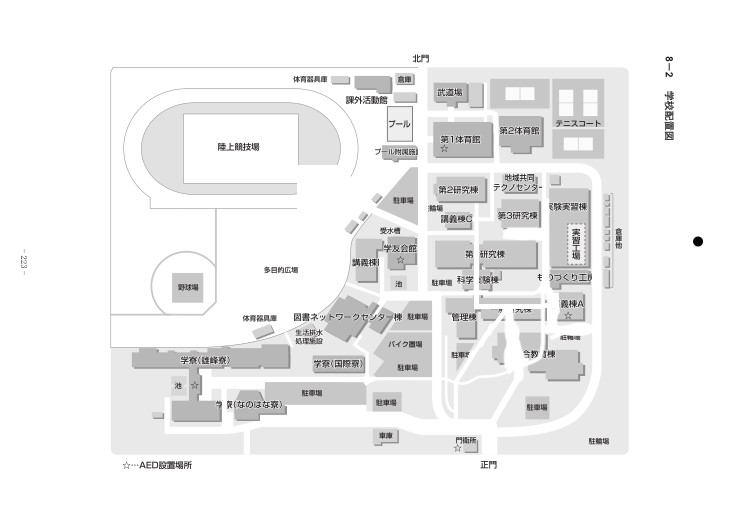 8－2　学校配置図
北門
体育器具庫
倉庫
課外活動館
武道場
プール
テニスコート
第1体育館
☆
第2体育館
プール附属施
陸上競技場
地域共同
テクノセンター
第2研究棟
駐車場
輪場
講義棟C
第3研究棟
実験実習棟
実習工場
倉庫他
受水槽
学友会館
☆
講義棟
第
研究棟
多目的広場
池
駐車場
科学
験棟
ものづくり工房
野球場
義棟A
☆
体育器具庫
図書ネットワークセンター棟
駐車場
管理棟
研究棟
生活排水
処理施設
バイク置場
駐車場
学寮(雄峰寮)
学寮(国際寮)
駐車場
合教育棟
池
☆
駐車場
寮(なのはな寮)
駐車場
駐車場
車庫
門衛所
☆
駐輪場
☆…AED設置場所
正門
－ 223 －